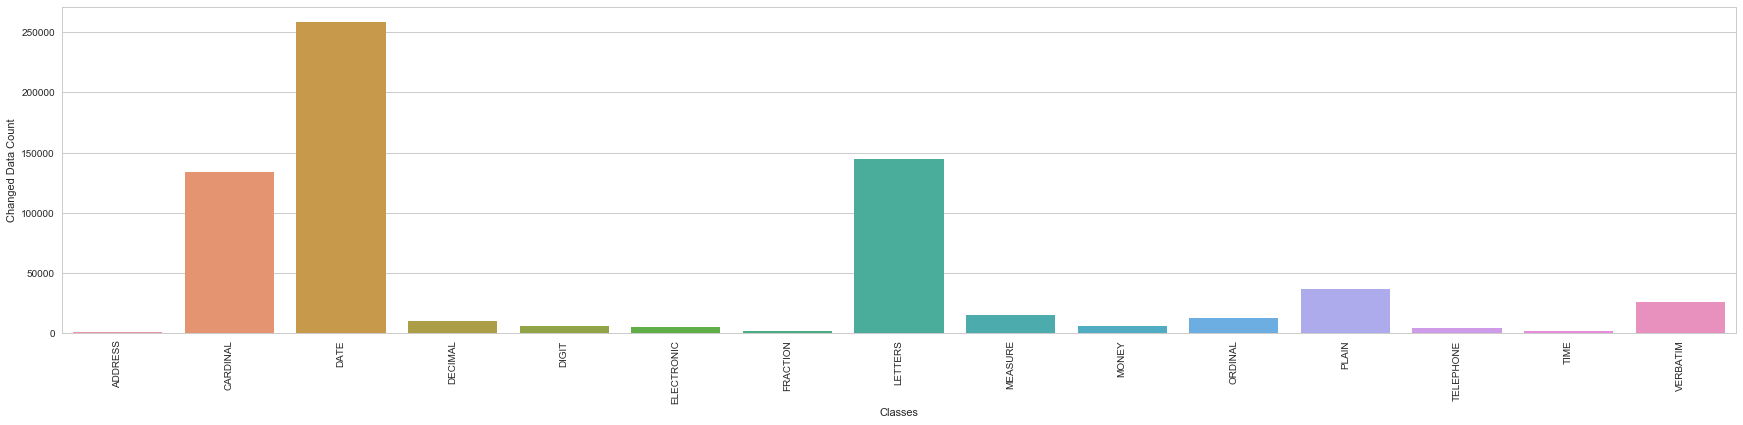 250000
200000
150000
100000
50000
0
Changed Data Count
ADDRESS
CARDINAL
DATE
DECIMAL
DIGIT
ELECTRONIC
FRACTION
LETTERS
MEASURE
MONEY
ORDINAL
PLAIN
TELEPHONE
TIME
VERBATIM
Classes